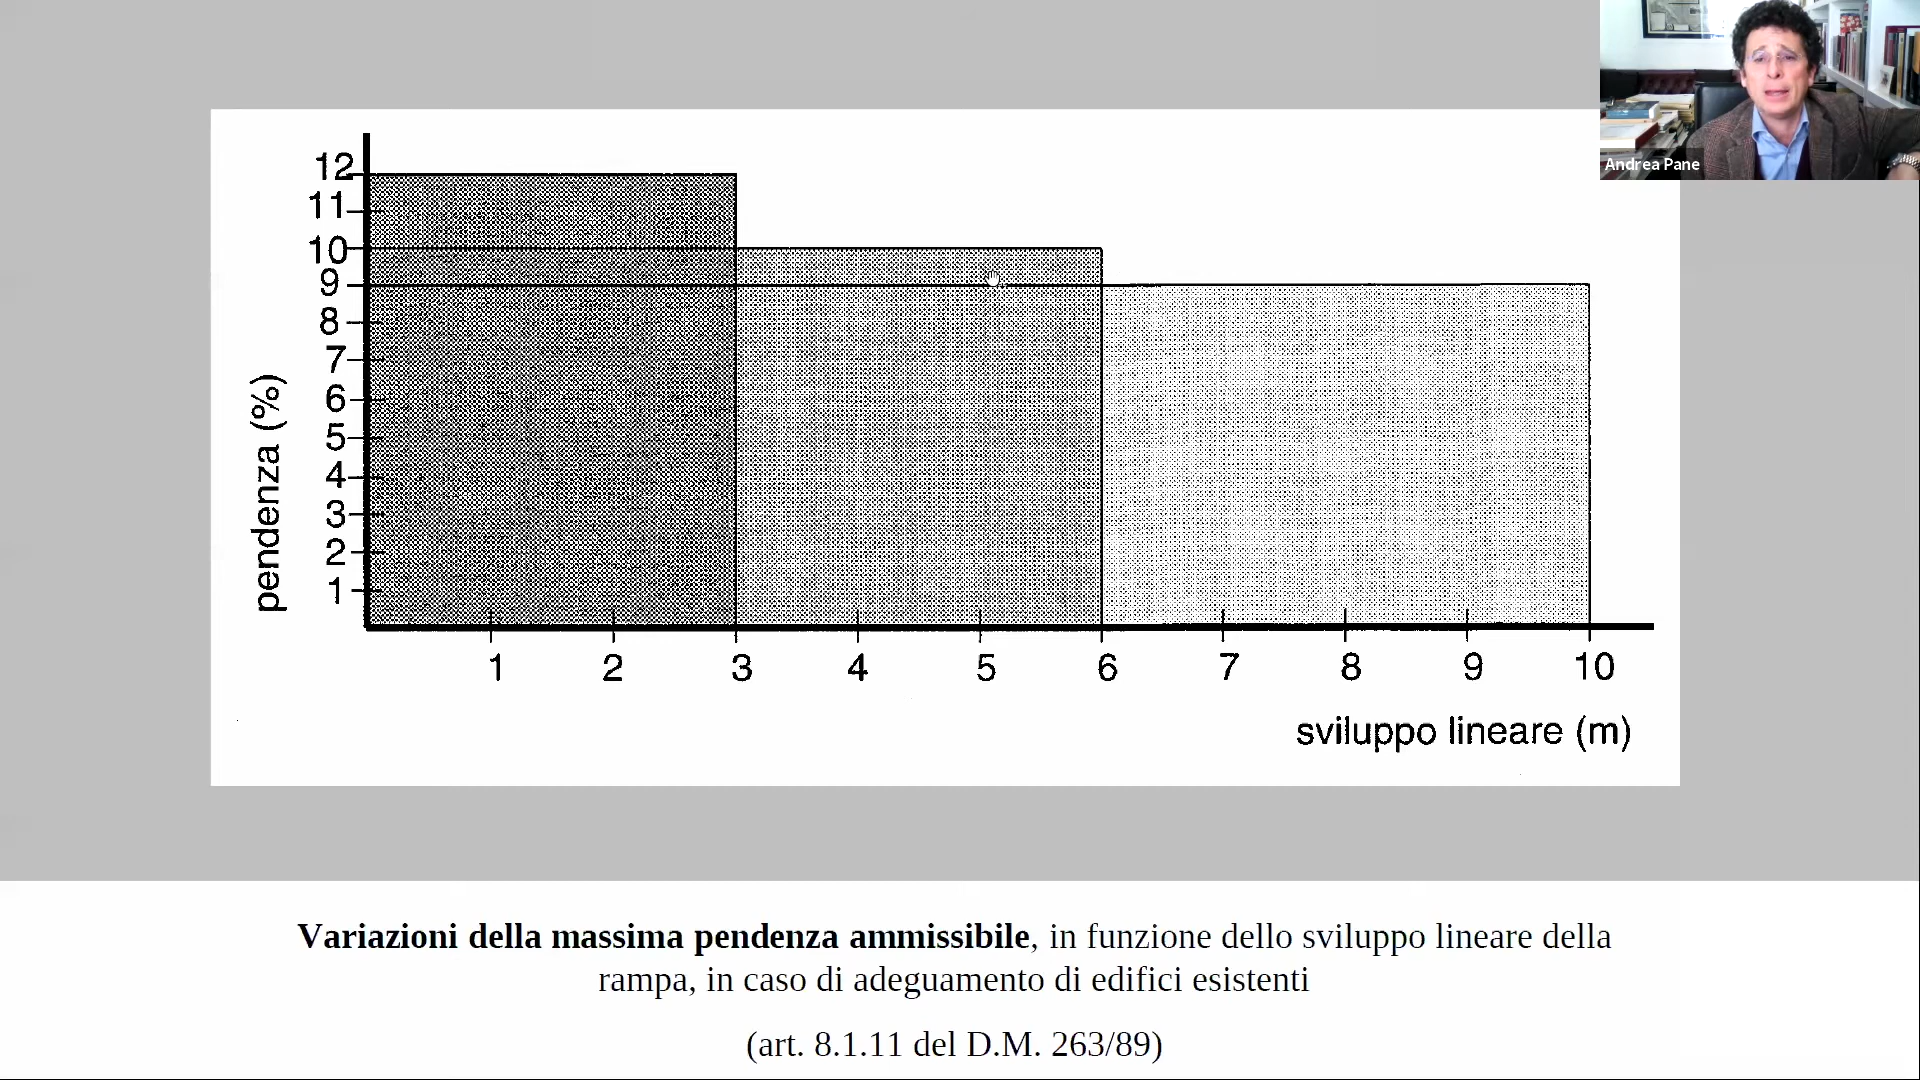 Andrea Pane
12
11
10
9
8
7
6
5
4
3
2
1
pendenza (%)
1 2 3 4 5 6 7 8 9 10
sviluppo lineare (m)
Variazioni della massima pendenza ammissibile, in funzione dello sviluppo lineare della
rampa, in caso di adeguamento di edifici esistenti
(art. 8.1.11 del D.M. 263/89)